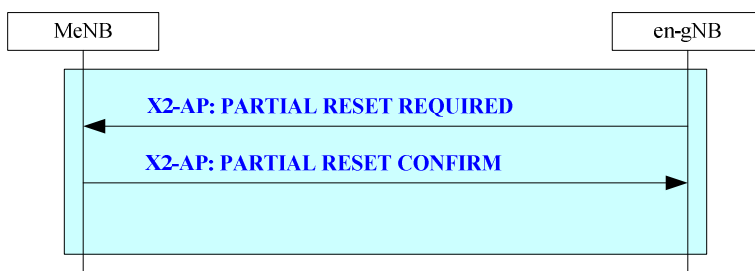 MeNB
en-gNB
X2-AP: PARTIAL RESET REQUIRED
X2-AP: PARTIAL RESET CONFIRM